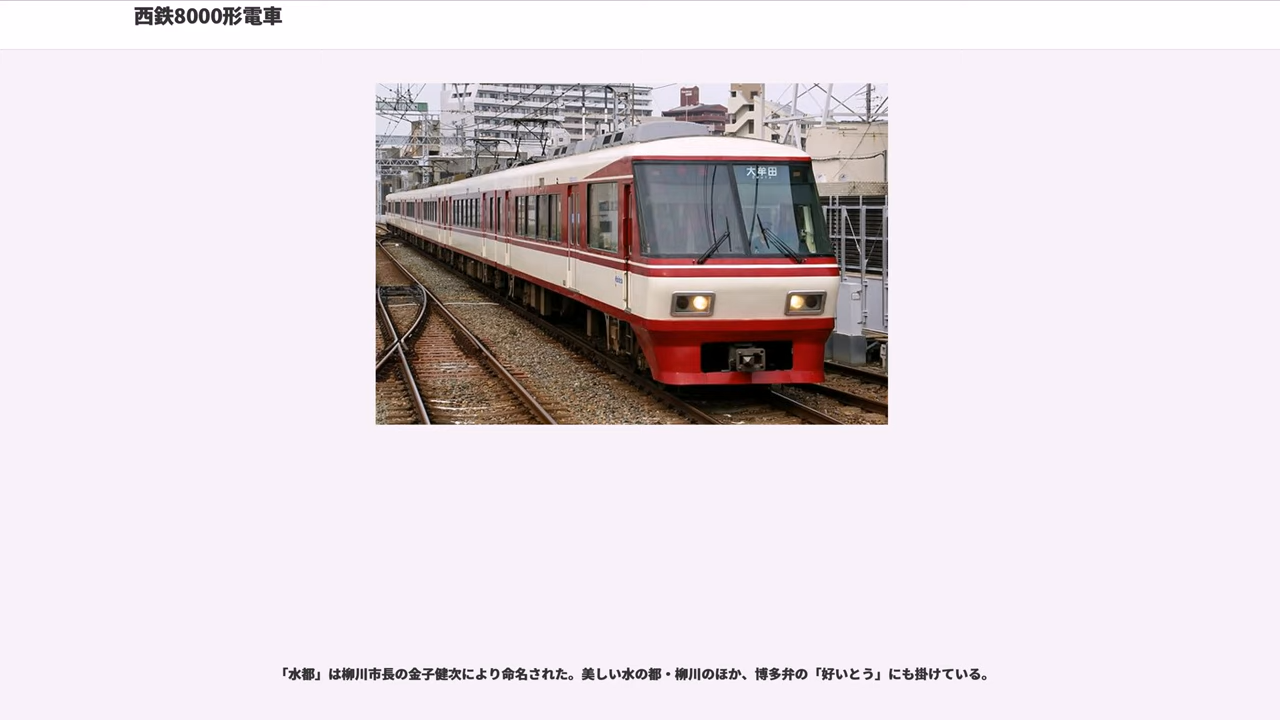 西鉄8000形電車
大牟田
「水都」は柳川市長の金子健次により命名された。美しい水の都・柳川のほか、博多弁の「好いとう」にも掛けている。